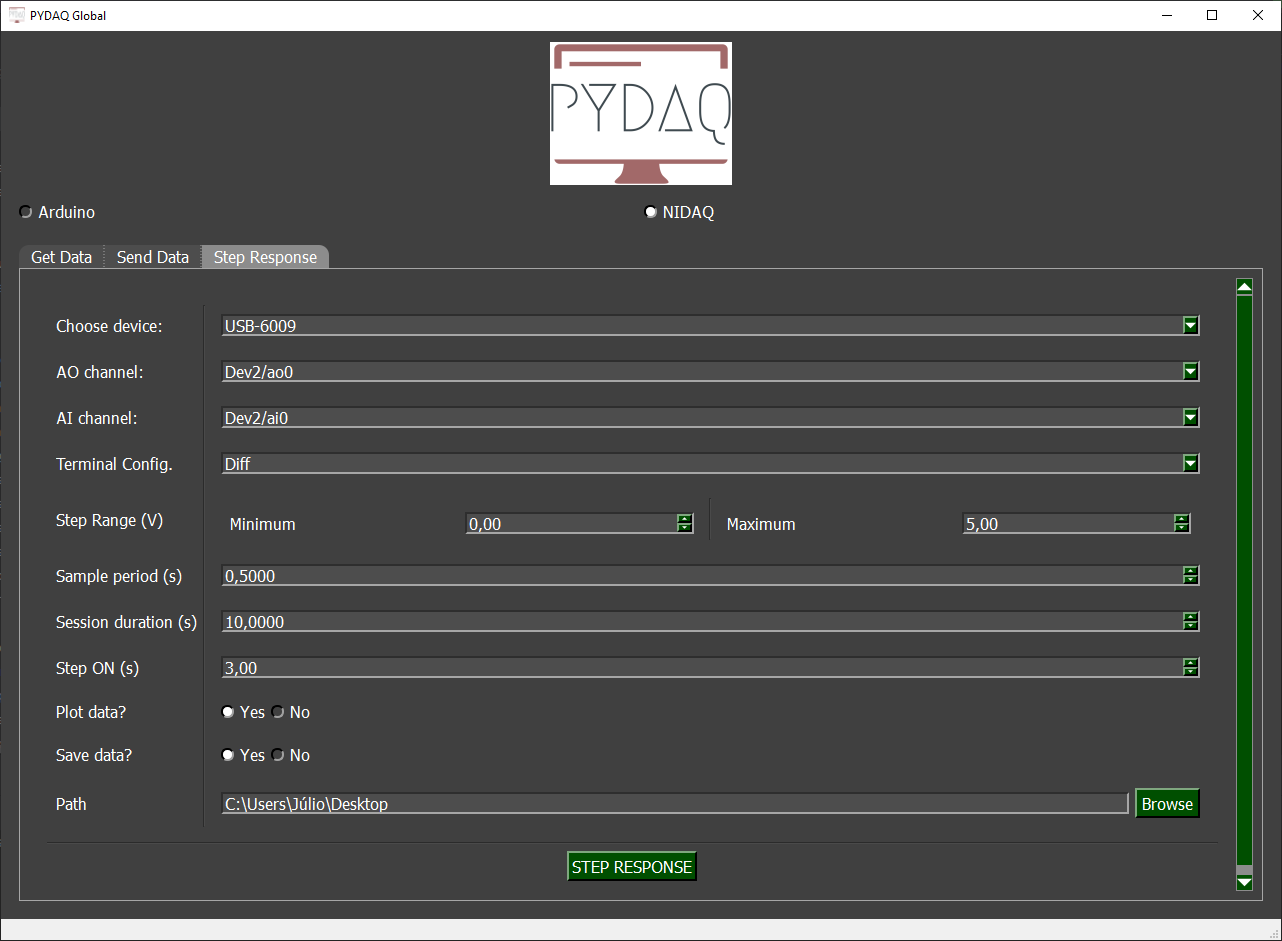 PYDAQ Global
PYDAQ
Arduino NIDAQ
Get Data Send Data Step Response
Choose device: USB-6009
AO channel: Dev2/ao0
AI channel: Dev2/ai0
Terminal Config. Diff
Step Range (V) Minimum 0,00 Maximum 5,00
Sample period (s) 0,5000
Session duration (s) 10,0000
Step ON (s) 3,00
Plot data? Yes No
Save data? Yes No
Path C:\Users\Júlio\Desktop Browse
STEP RESPONSE